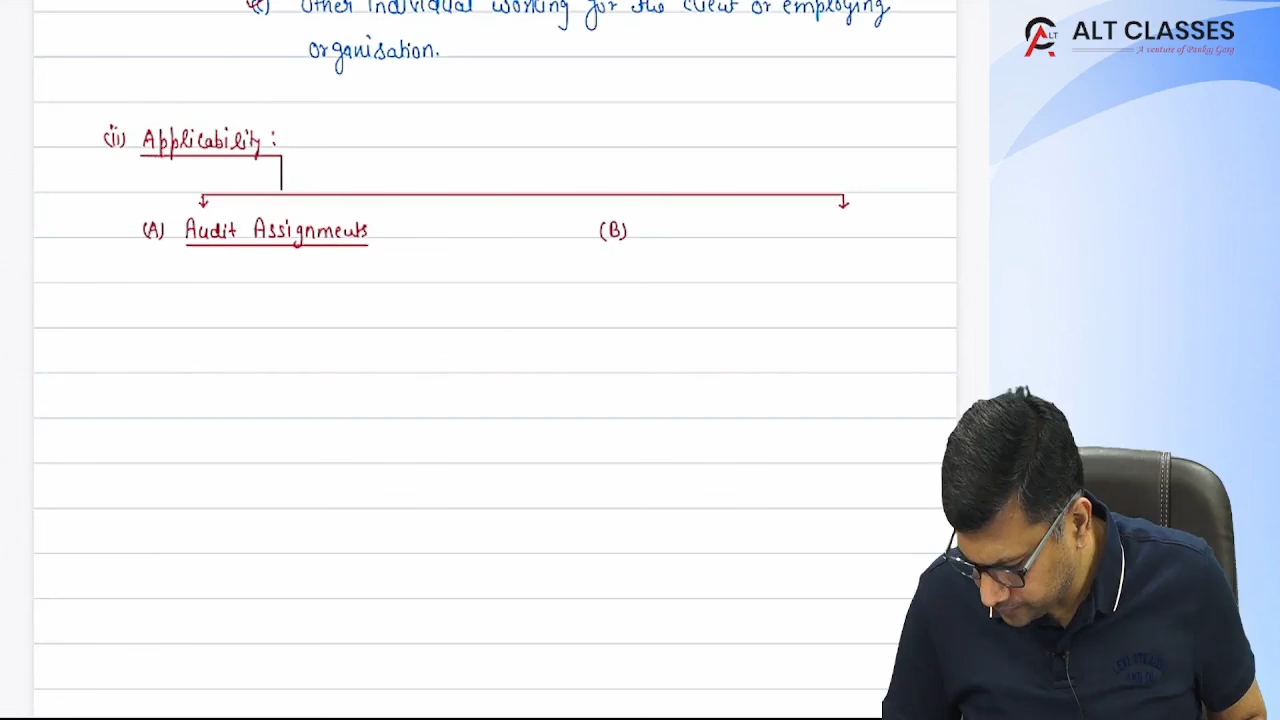 (c) Other individual working for the client or employing
organisation.
ALT CLASSES
A venture of Pankaj Garg
ALT
(ii) Applicability :
(A) Audit Assignments
(B)